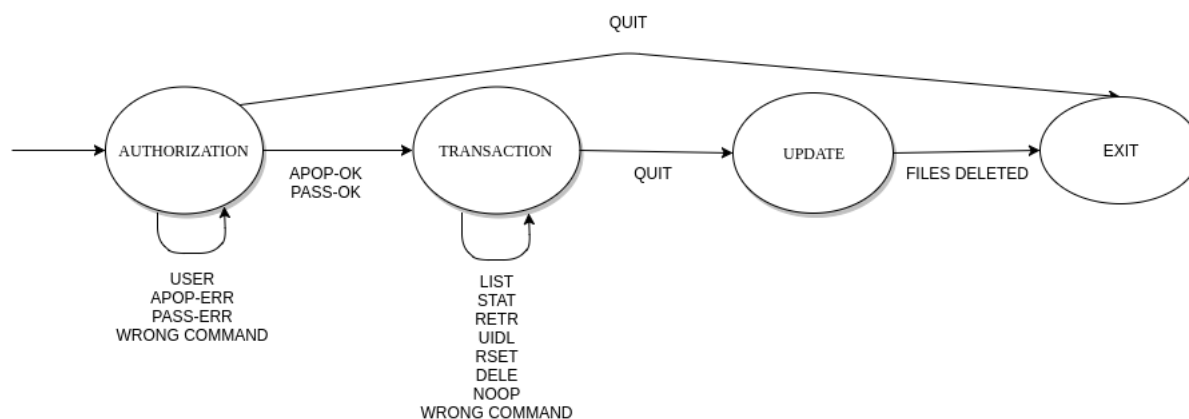 QUIT
AUTHORIZATION
APOP-OK
PASS-OK
TRANSACTION
QUIT
UPDATE
FILES DELETED
EXIT
USER
APOP-ERR
PASS-ERR
WRONG COMMAND
LIST
STAT
RETR
UIDL
RSET
DELE
NOOP
WRONG COMMAND